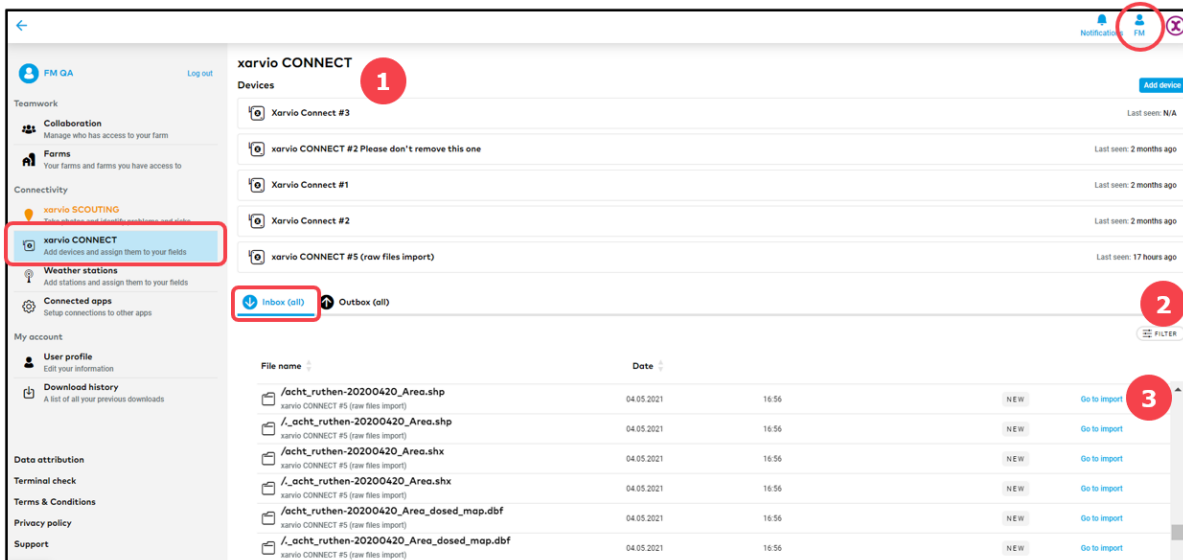 Notifications
FM
FM QA
Log out
Teamwork
Collaboration
Manage who has access to your farm
Farms
Your farms and farms you have access to
Connectivity
xarvio SCOUTING
Take photos and identify problems and risks
xarvio CONNECT
Add devices and assign them to your fields
Weather stations
Add stations and assign them to your fields
Connected apps
Setup connections to other apps
My account
User profile
Edit your information
Download history
A list of all your previous downloads
Data attribution
Terminal check
Terms & Conditions
Privacy policy
Support
xarvio CONNECT
1
Devices
Add device
Xarvio Connect #3
Last seen: N/A
xarvio CONNECT #2 Please don't remove this one
Last seen: 2 months ago
Xarvio Connect #1
Last seen: 2 months ago
Xarvio Connect #2
Last seen: 2 months ago
xarvio CONNECT #5 (raw files import)
Last seen: 17 hours ago
Inbox (all)
Outbox (all)
2
FILTER
File name
Date
/acht_ruthen-20200420_Area.shp
xarvio CONNECT #5 (raw files import)
04.05.2021
16:56
NEW
Go to import
3
/._acht_ruthen-20200420_Area.shp
xarvio CONNECT #5 (raw files import)
04.05.2021
16:56
NEW
Go to import
/acht_ruthen-20200420_Area.shx
xarvio CONNECT #5 (raw files import)
04.05.2021
16:56
NEW
Go to import
/._acht_ruthen-20200420_Area.shx
xarvio CONNECT #5 (raw files import)
04.05.2021
16:56
NEW
Go to import
/acht_ruthen-20200420_Area_dosed_map.dbf
xarvio CONNECT #5 (raw files import)
04.05.2021
16:56
NEW
Go to import
/._acht_ruthen-20200420_Area_dosed_map.dbf
xarvio CONNECT #5 (raw files import)
04.05.2021
16:56
NEW
Go to import